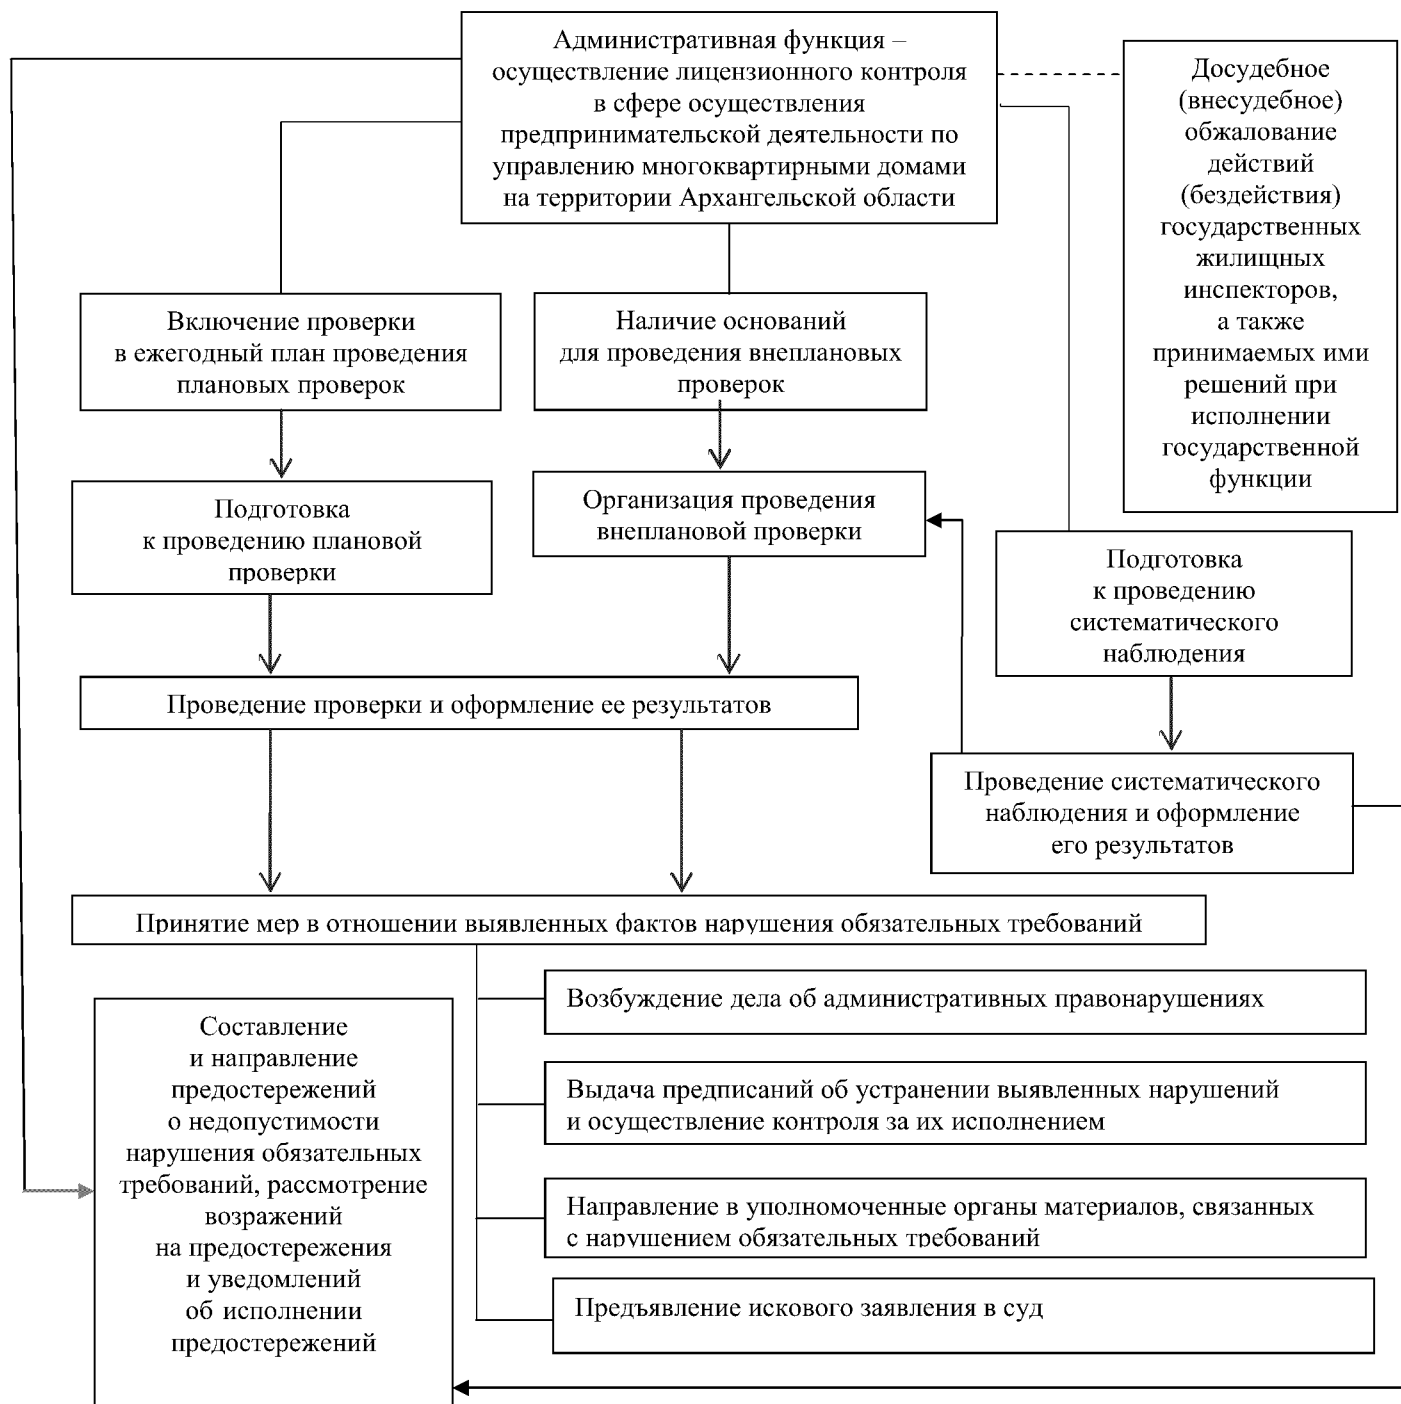 Административная функция –
осуществление лицензионного контроля
в сфере осуществления
предпринимательской деятельности по
управлению многоквартирными домами
на территории Архангельской области
Досудебное
(внесудебное)
обжалование
действий
(бездействия)
государственных
жилищных
инспекторов,
а также
принимаемых ими
решений при
исполнении
государственной
функции
Включение проверки
в ежегодный план проведения
плановых проверок
Наличие оснований
для проведения внеплановых
проверок
Подготовка
к проведению плановой
проверки
Организация проведения
внеплановой проверки
Подготовка
к проведению
систематического
наблюдения
Проведение проверки и оформление ее результатов
Проведение систематического
наблюдения и оформление
его результатов
Принятие мер в отношении выявленных фактов нарушения обязательных требований
Возбуждение дела об административных правонарушениях
Выдача предписаний об устранении выявленных нарушений
и осуществление контроля за их исполнением
Направление в уполномоченные органы материалов, связанных
с нарушением обязательных требований
Предъявление искового заявления в суд
Составление
и направление
предостережений
о недопустимости
нарушения обязательных
требований, рассмотрение
возражений
на предостережения
и уведомлений
об исполнении
предостережений